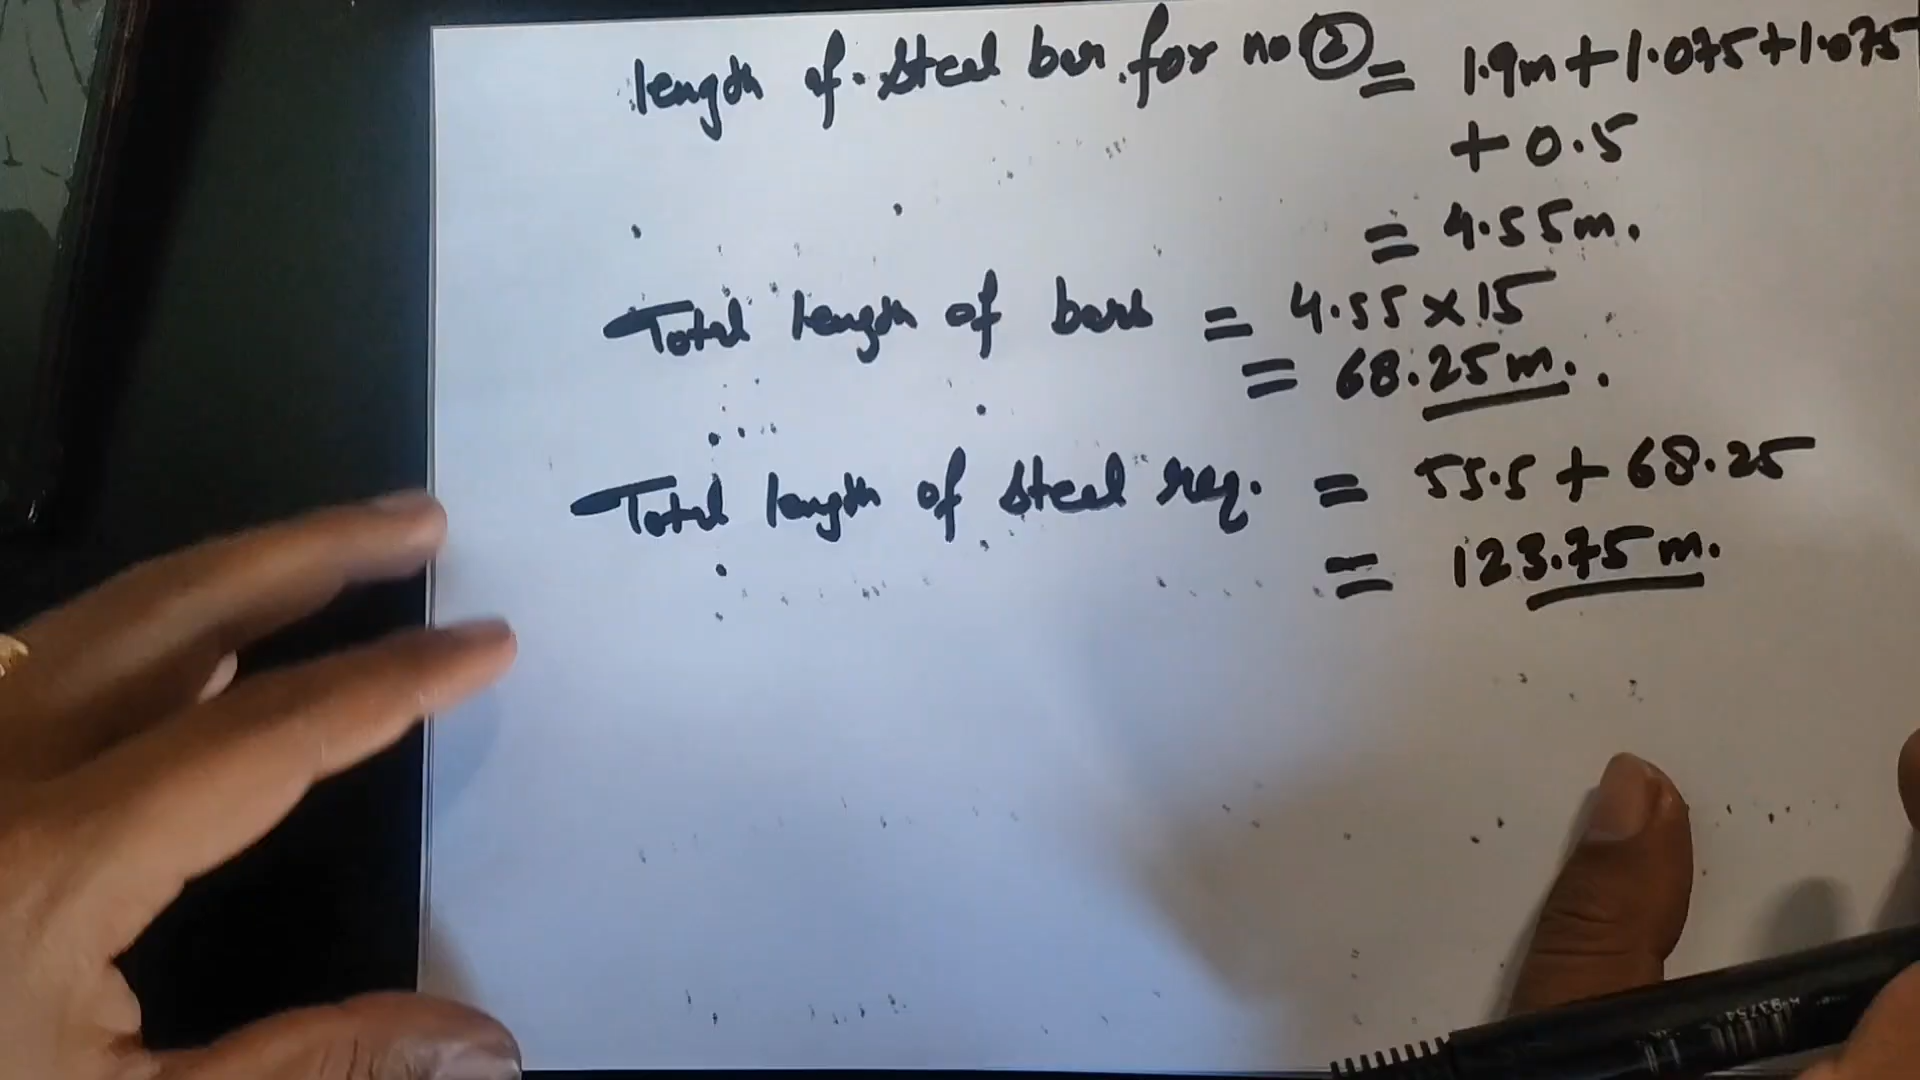 length of steel bar for no ② = 1.9m + 1.075 + 1.075
+ 0.5
= 4.55m.
Total length of bars = 4.55 x 15
= 68.25m.
Total length of steel req. = 55.5 + 68.25
= 123.75 m.